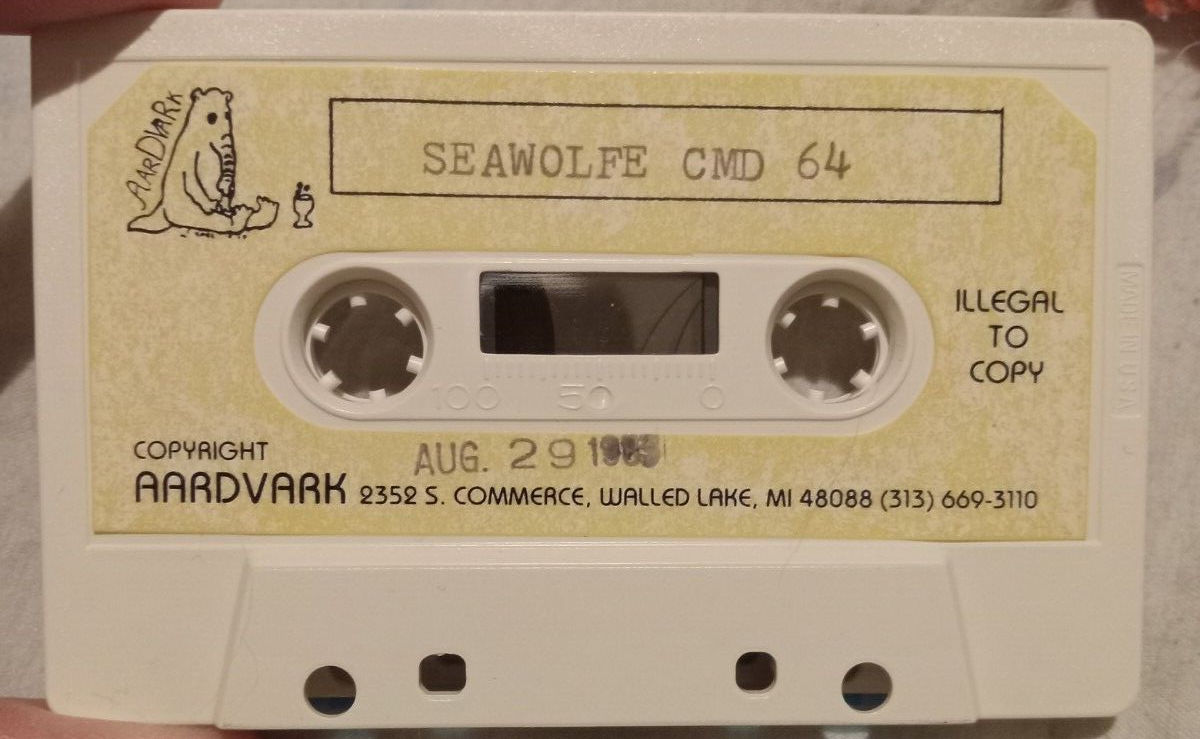 AARDVARK
SEAWOLFE CMD 64
ILLEGAL
TO
COPY
100 50 0
MADE IN USA
COPYRIGHT
AUG. 29
AARDVARK 2352 S. COMMERCE, WALLED LAKE, MI 48088 (313) 669-3110